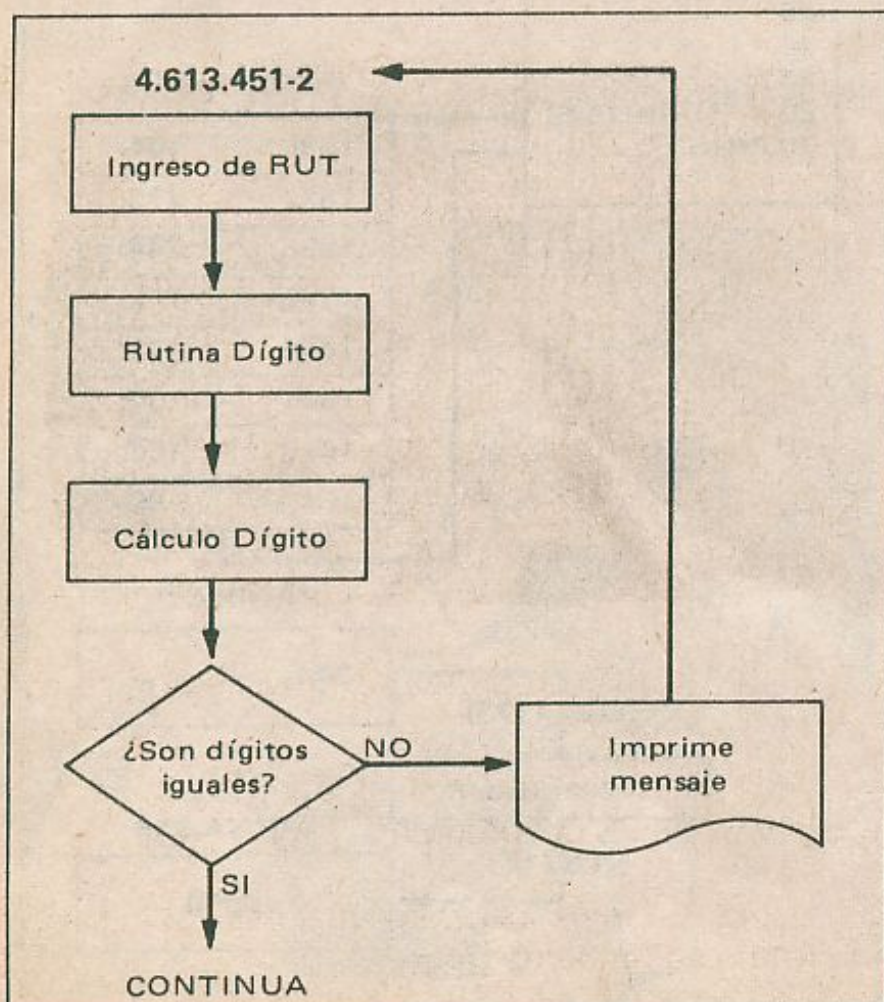 4.613.451-2
Ingreso de RUT
Rutina Dígito
Cálculo Dígito
¿Son dígitos
iguales?
NO
Imprime
mensaje
SI
CONTINUA